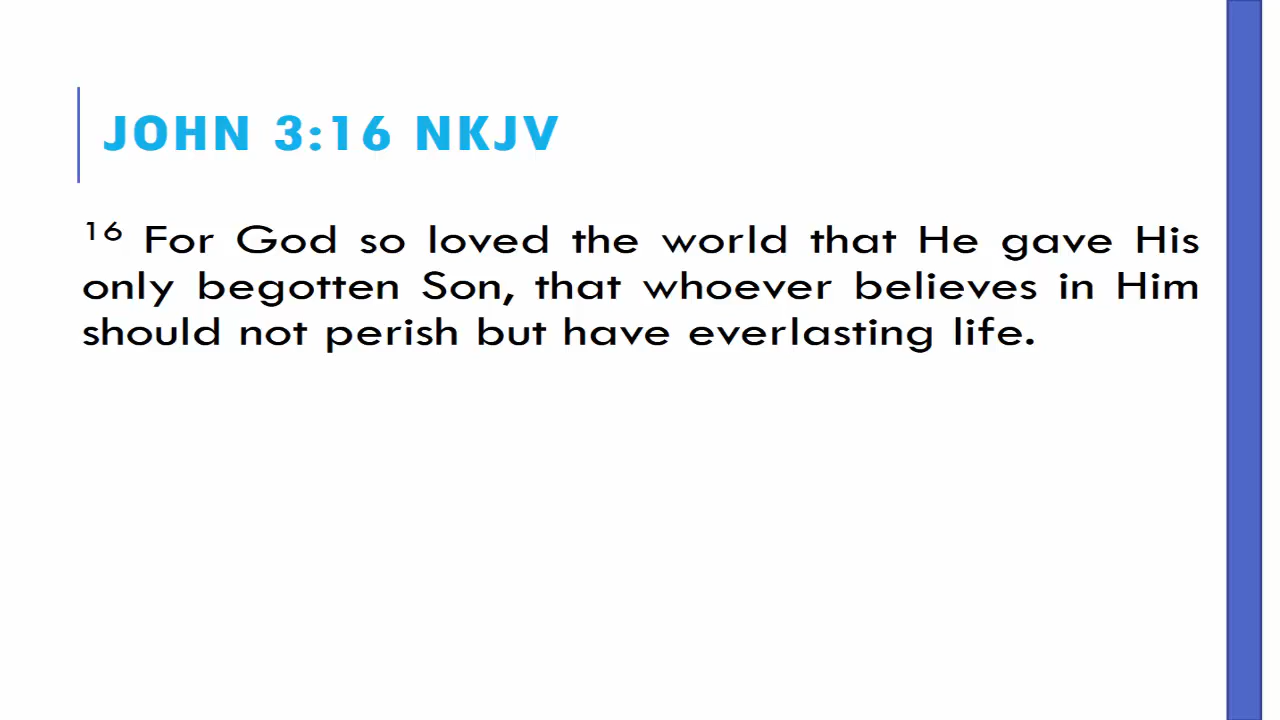 JOHN 3:16 NKJV
16 For God so loved the world that He gave His
only begotten Son, that whoever believes in Him
should not perish but have everlasting life.